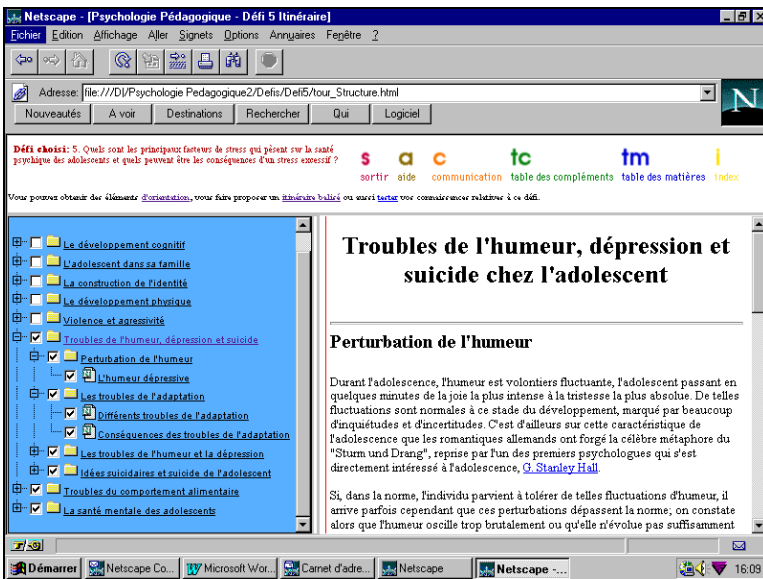 Netscape - [Psychologie Pédagogique - Défi 5 Itinéraire]
Fichier Edition Affichage Aller Signets Options Annuaires Fenêtre ?
Adresse: file:///D|/Psychologie Pedagogique2/Defis/Defi5/tour_Structure.html
N
Nouveautés A voir Destinations Rechercher Qui Logiciel
Défi choisi: 5. Quels sont les principaux facteurs de stress qui pèsent sur la santé
psychique des adolescents et quels peuvent être les conséquences d'un stress excessif ?
s a c tc tm i
sortir aide communication table des compléments table des matières index
Vous pouvez obtenir des éléments d'orientation, vous faire proposer un itinéraire balisé ou aussi tester vos connaissances relatives à ce défi.
Le développement cognitif
L'adolescent dans sa famille
La construction de l'identité
Le développement physique
Violence et agressivité
Troubles de l'humeur, dépression et suicide
Perturbation de l'humeur
L'humeur dépressive
Les troubles de l'adaptation
Différents troubles de l'adaptation
Conséquences des troubles de l'adaptation
Les troubles de l'humeur et la dépression
Idées suicidaires et suicide de l'adolescent
Troubles du comportement alimentaire
La santé mentale des adolescents
Troubles de l'humeur, dépression et
suicide chez l'adolescent
Perturbation de l'humeur
Durant l'adolescence, l'humeur est volontiers fluctuante, l'adolescent passant en
quelques minutes de la joie la plus intense à la tristesse la plus absolue. De telles
fluctuations sont normales à ce stade du développement, marqué par beaucoup
d'inquiétudes et d'incertitudes. C'est d'ailleurs sur cette caractéristique de
l'adolescence que les romantiques allemands ont forgé la célèbre métaphore du
"Sturm und Drang", reprise par l'un des premiers psychologues qui s'est
directement intéressé à l'adolescence, G. Stanley Hall.
Si, dans la norme, l'individu parvient à tolérer de telles fluctuations d'humeur, il
arrive parfois cependant que ces perturbations dépassent la norme; on constate
alors que l'humeur oscille trop brutalement ou qu'elle n'évolue pas suffisamment
Démarrer Netscape Co... Microsoft Wor... Carnet d'adre... Netscape Netscape -... 16:09